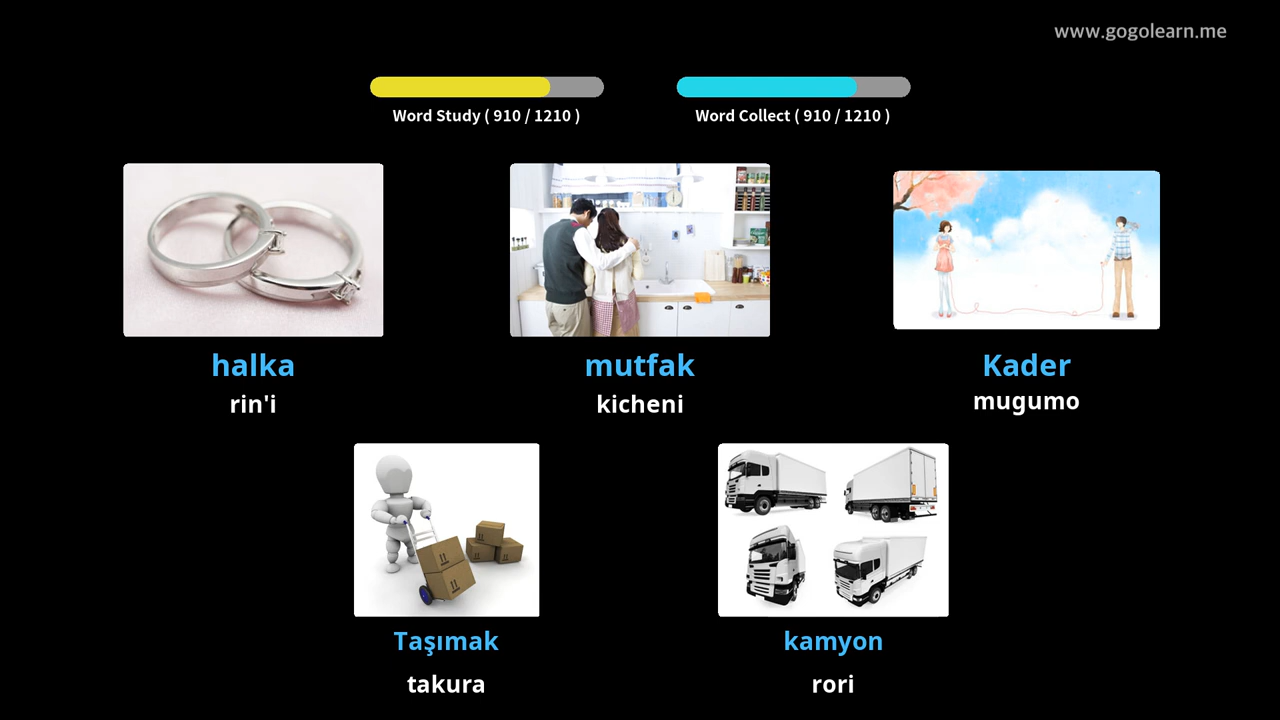 www.gogolearn.me
Word Study ( 910 / 1210 )
Word Collect ( 910 / 1210 )
halka
rin'i
mutfak
kicheni
Kader
mugumo
Taşımak
takura
kamyon
rori